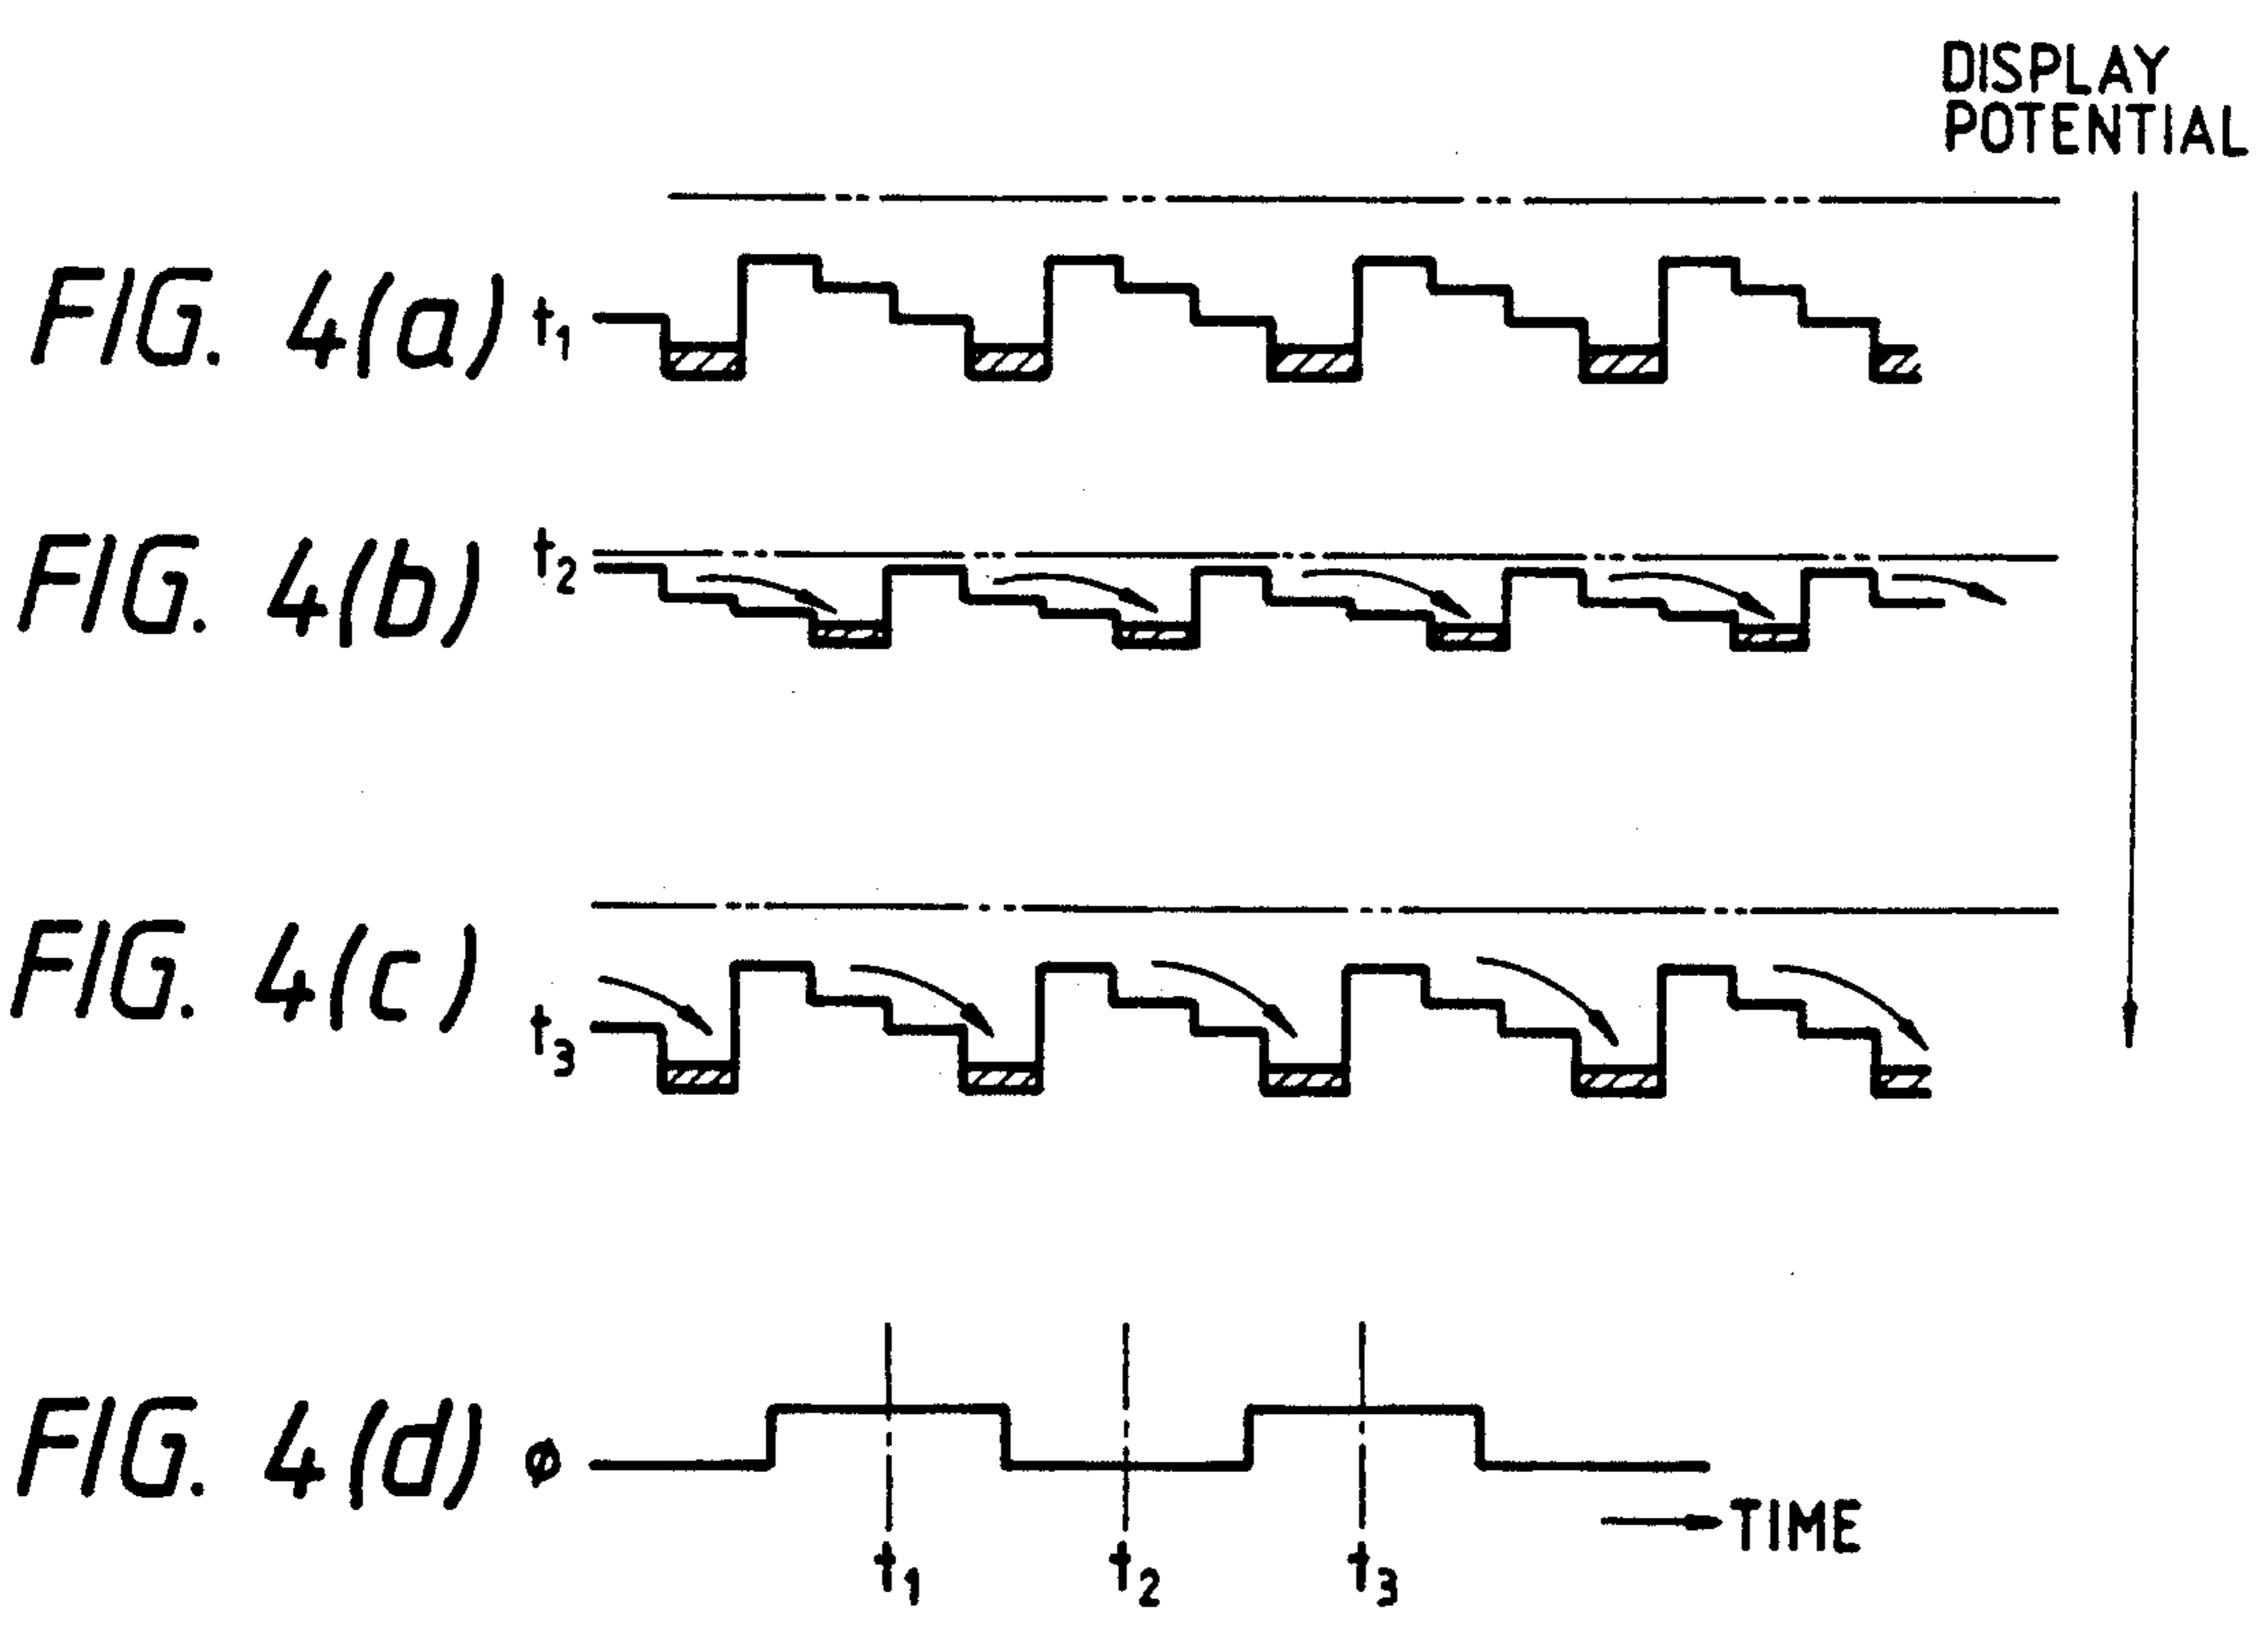 DISPLAY
POTENTIAL
FIG. 4(a) t1
FIG. 4(b) t2
FIG. 4(c) t3
FIG. 4(d) ϕ
TIME
t1 t2 t3